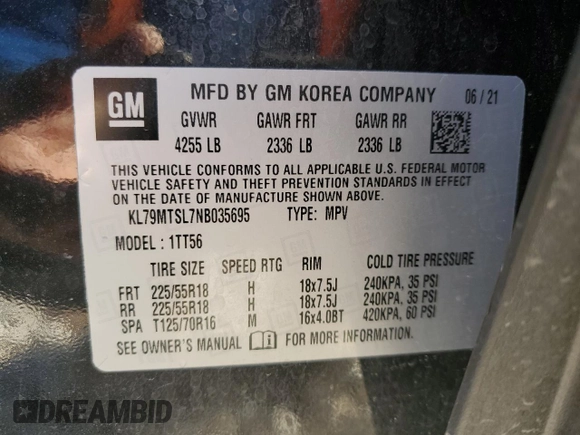 GM
MFD BY GM KOREA COMPANY 06/21
GVWR GAWR FRT GAWR RR
4255 LB 2336 LB 2336 LB
THIS VEHICLE CONFORMS TO ALL APPLICABLE U.S. FEDERAL MOTOR
VEHICLE SAFETY AND THEFT PREVENTION STANDARDS IN EFFECT
ON THE DATE OF MANUFACTURE SHOWN ABOVE.
KL79MTSL7NB035695 TYPE: MPV
MODEL: 1TT56
TIRE SIZE SPEED RTG RIM COLD TIRE PRESSURE
FRT 225/55R18 H 18x7.5J 240KPA, 35 PSI
RR 225/55R18 H 18x7.5J 240KPA, 35 PSI
SPA T125/70R16 M 16x4.0BT 420KPA, 60 PSI
SEE OWNER'S MANUAL FOR MORE INFORMATION.
DREAMBID